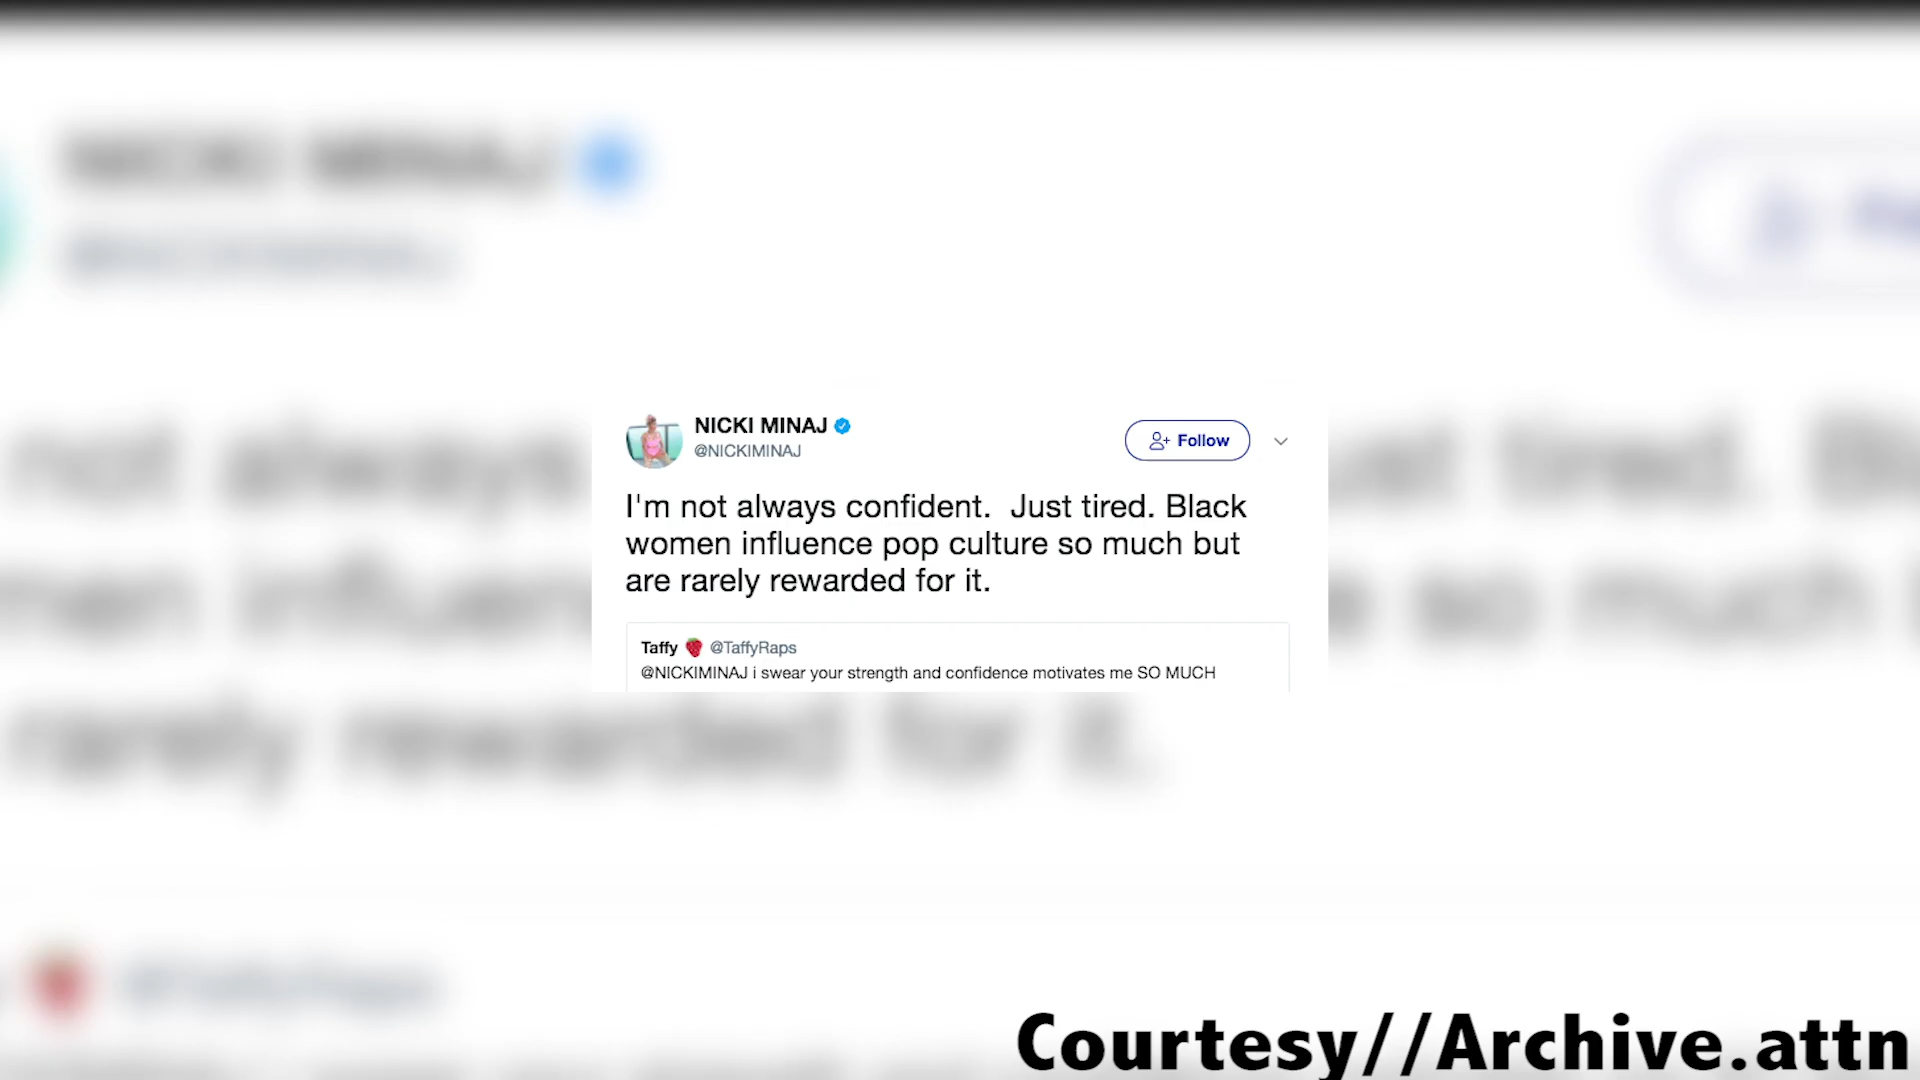 NICKI MINAJ
@NICKIMINAJ
Follow
I'm not always confident.  Just tired. Black
women influence pop culture so much but
are rarely rewarded for it.
Taffy 🍓 @TaffyRaps
@NICKIMINAJ i swear your strength and confidence motivates me SO MUCH
Courtesy//Archive.attn